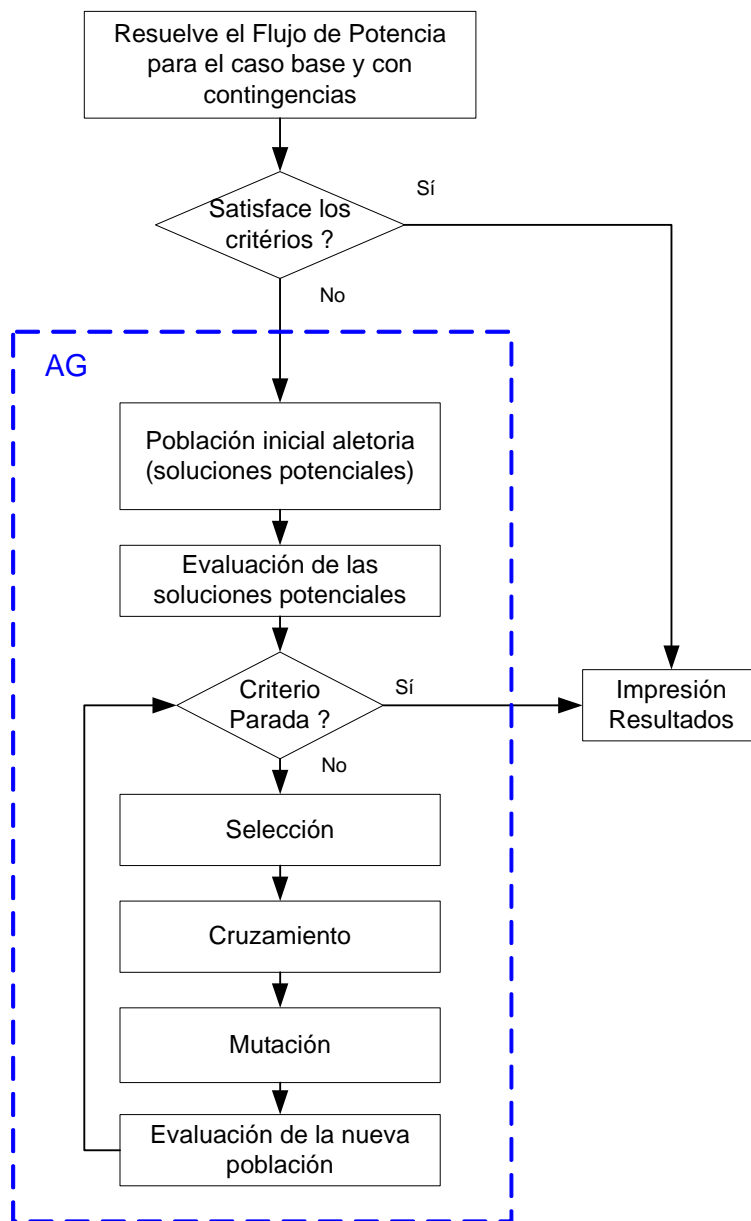 Resuelve el Flujo de Potencia
para el caso base y con
contingencias
Sí
Satisface los
critérios ?
No
AG
Población inicial aletoria
(soluciones potenciales)
Evaluación de las
soluciones potenciales
Criterio
Parada ?
Sí
Impresión
Resultados
No
Selección
Cruzamiento
Mutación
Evaluación de la nueva
población